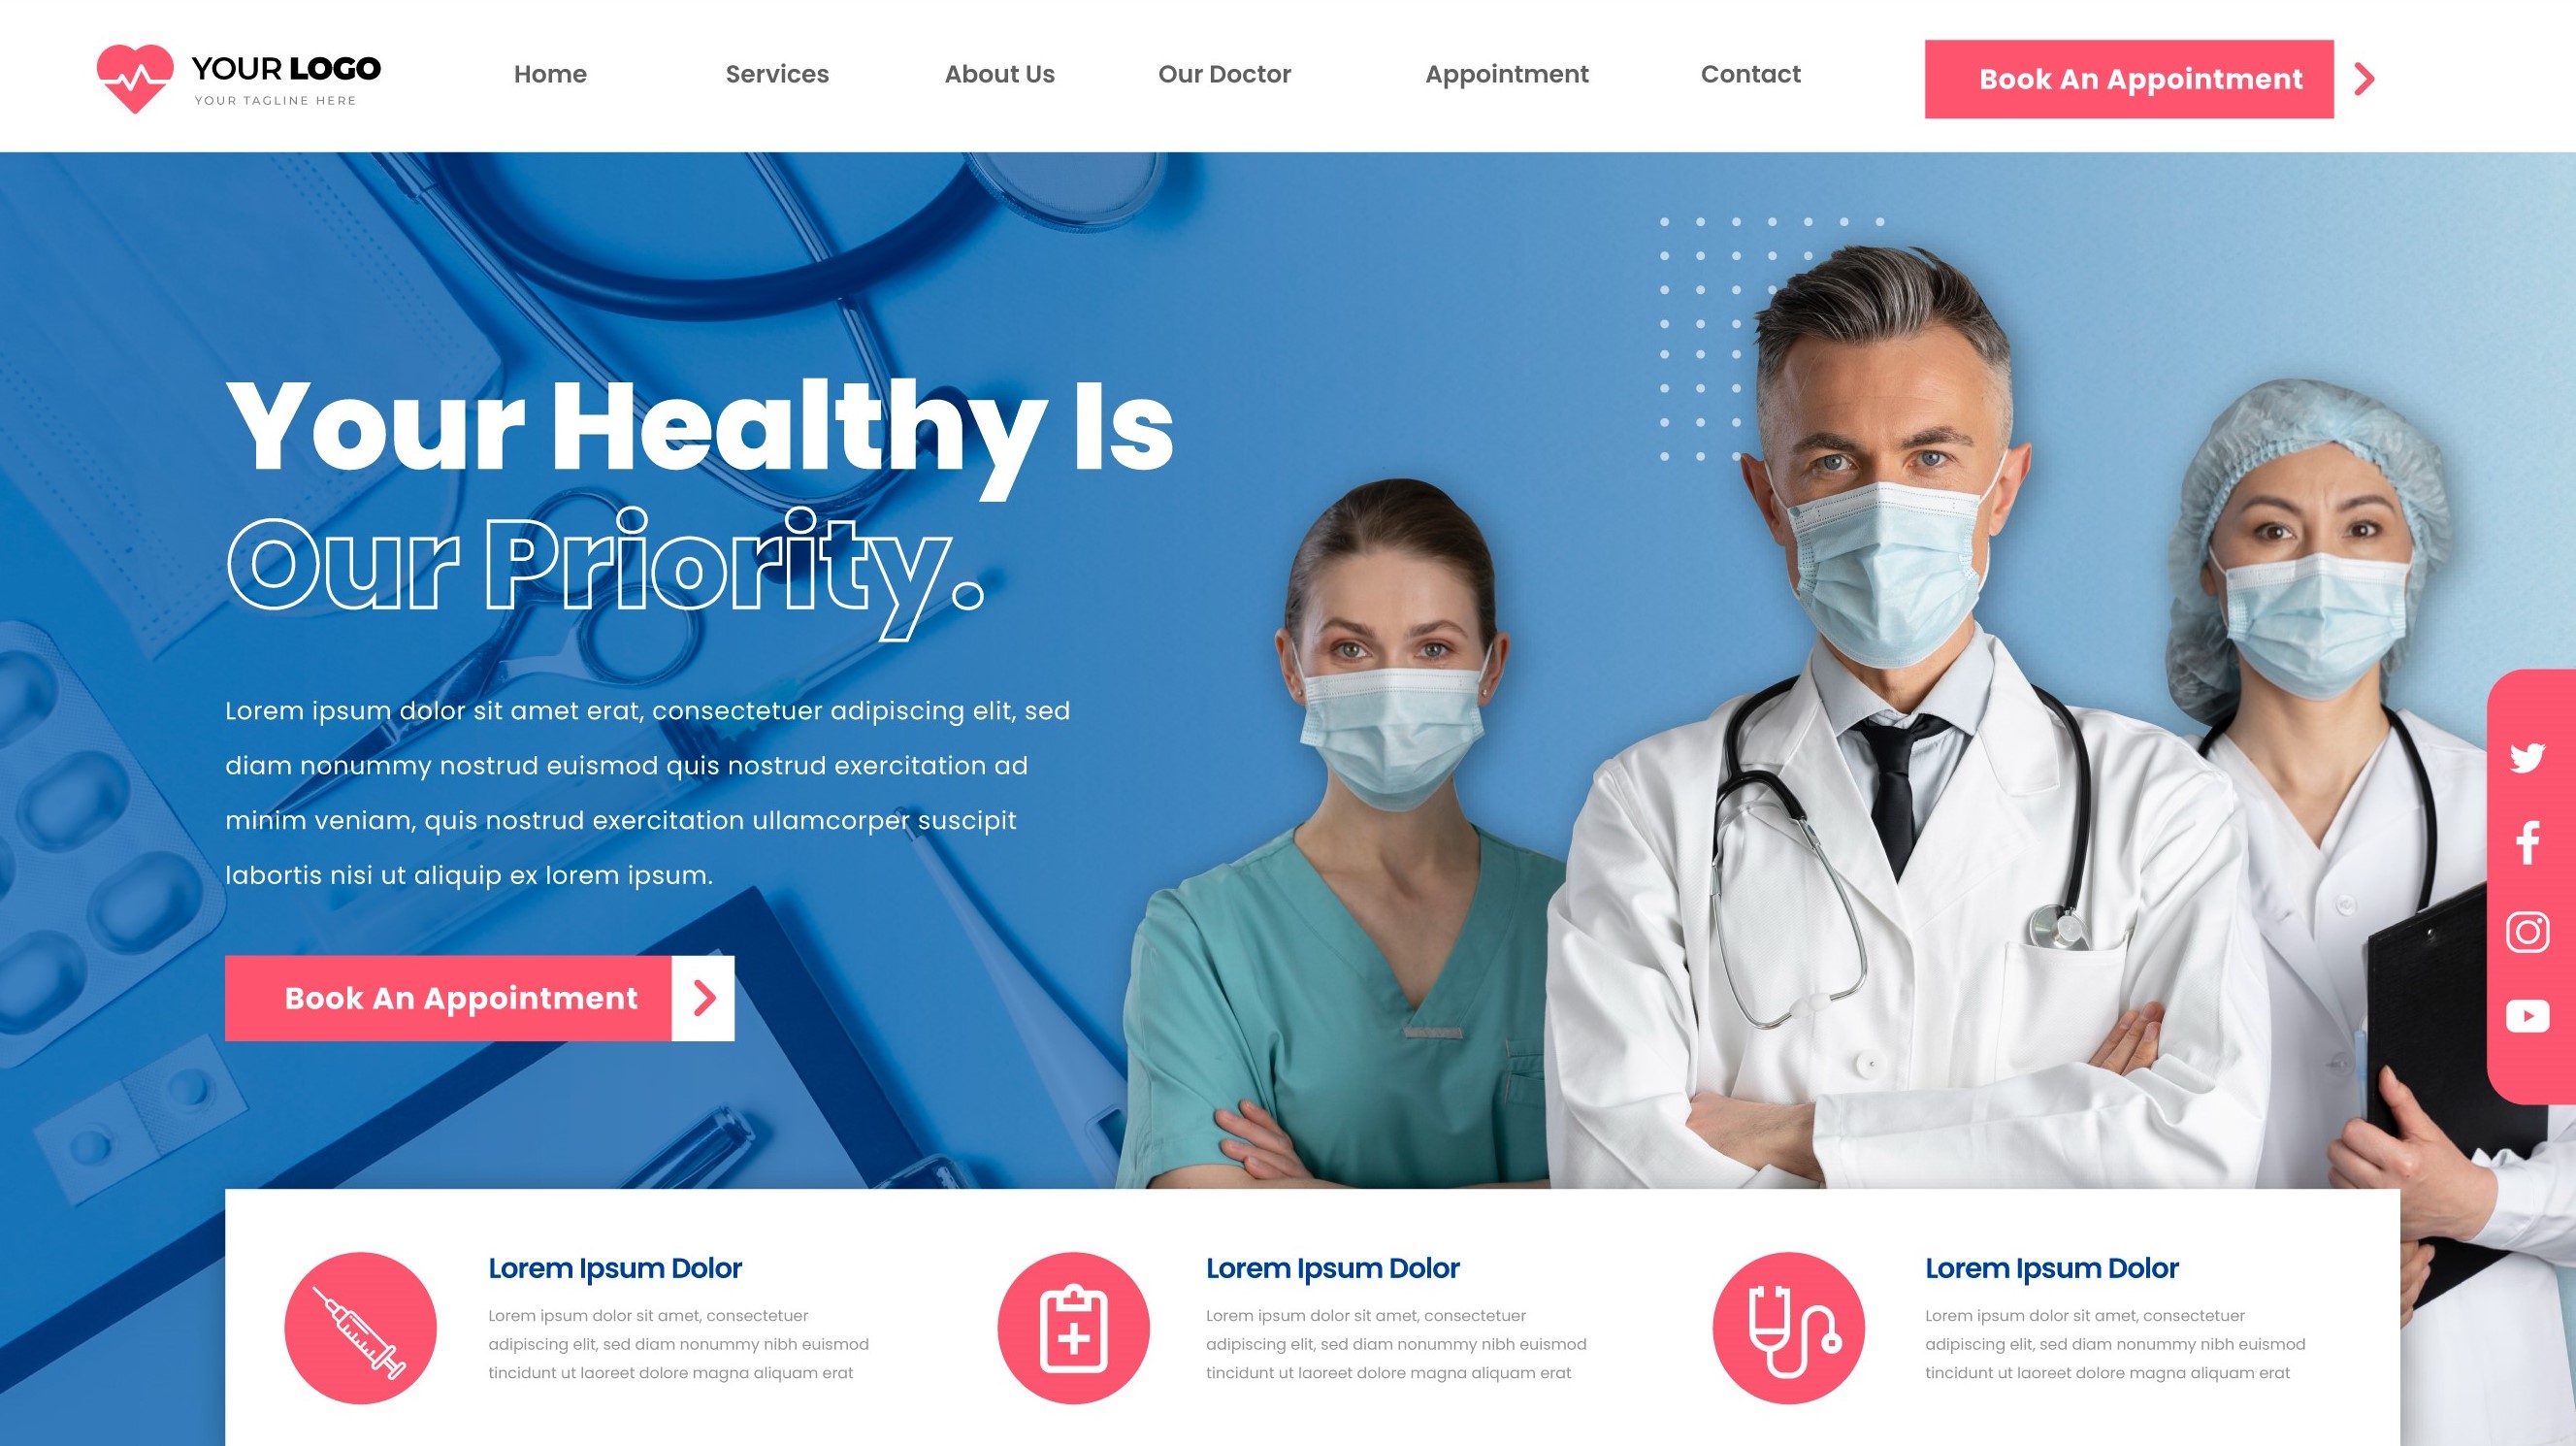 YOUR LOGO
YOUR TAGLINE HERE
Home
Services
About Us
Our Doctor
Appointment
Contact
Book An Appointment
Your Healthy Is
Our Priority.
Lorem ipsum dolor sit amet erat, consectetuer adipiscing elit, sed
diam nonummy nostrud euismod quis nostrud exercitation ad
minim veniam, quis nostrud exercitation ullamcorper suscipit
labortis nisi ut aliquip ex lorem ipsum.
Book An Appointment
Lorem Ipsum Dolor
Lorem ipsum dolor sit amet, consectetuer
adipiscing elit, sed diam nonummy nibh euismod
tincidunt ut laoreet dolore magna aliquam erat
Lorem Ipsum Dolor
Lorem ipsum dolor sit amet, consectetuer
adipiscing elit, sed diam nonummy nibh euismod
tincidunt ut laoreet dolore magna aliquam erat
Lorem Ipsum Dolor
Lorem ipsum dolor sit amet, consectetuer
adipiscing elit, sed diam nonummy nibh euismod
tincidunt ut laoreet dolore magna aliquam erat